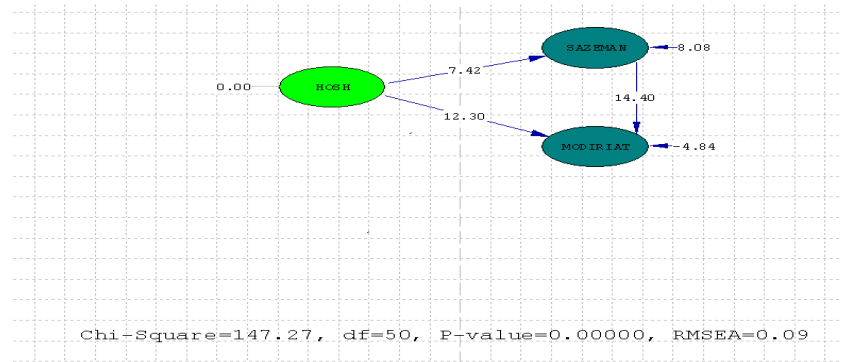 SAZEMAN
8.08
7.42
0.00
HOSH
14.40
12.30
MODIRIAT
4.84
Chi-Square=147.27, df=50, P-value=0.00000, RMSEA=0.09